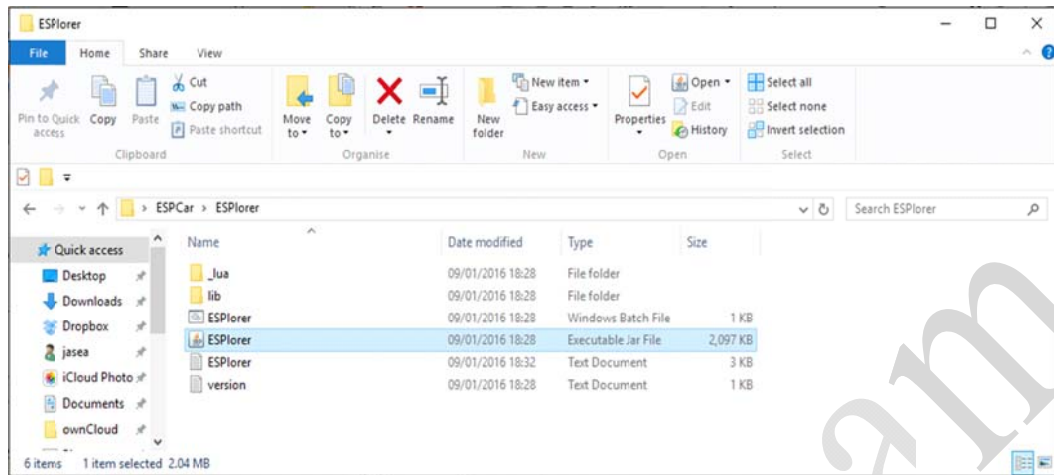 ESPlorer
File Home Share View
Pin to Quick access
Copy
Paste
Cut
Copy path
Paste shortcut
Clipboard
Move to
Copy to
Delete
Rename
Organise
New folder
New item
Easy access
New
Properties
Open
Edit
History
Open
Select all
Select none
Invert selection
Select
ESPCar > ESPlorer
Search ESPlorer
Quick access
Desktop
Downloads
Dropbox
jasea
iCloud Photo
Documents
ownCloud
Name Date modified Type Size
_lua 09/01/2016 18:28 File folder
lib 09/01/2016 18:28 File folder
ESPlorer 09/01/2016 18:28 Windows Batch File 1 KB
ESPlorer 09/01/2016 18:28 Executable Jar File 2,097 KB
ESPlorer 09/01/2016 18:32 Text Document 3 KB
version 09/01/2016 18:28 Text Document 1 KB
6 items 1 item selected 2.04 MB
am